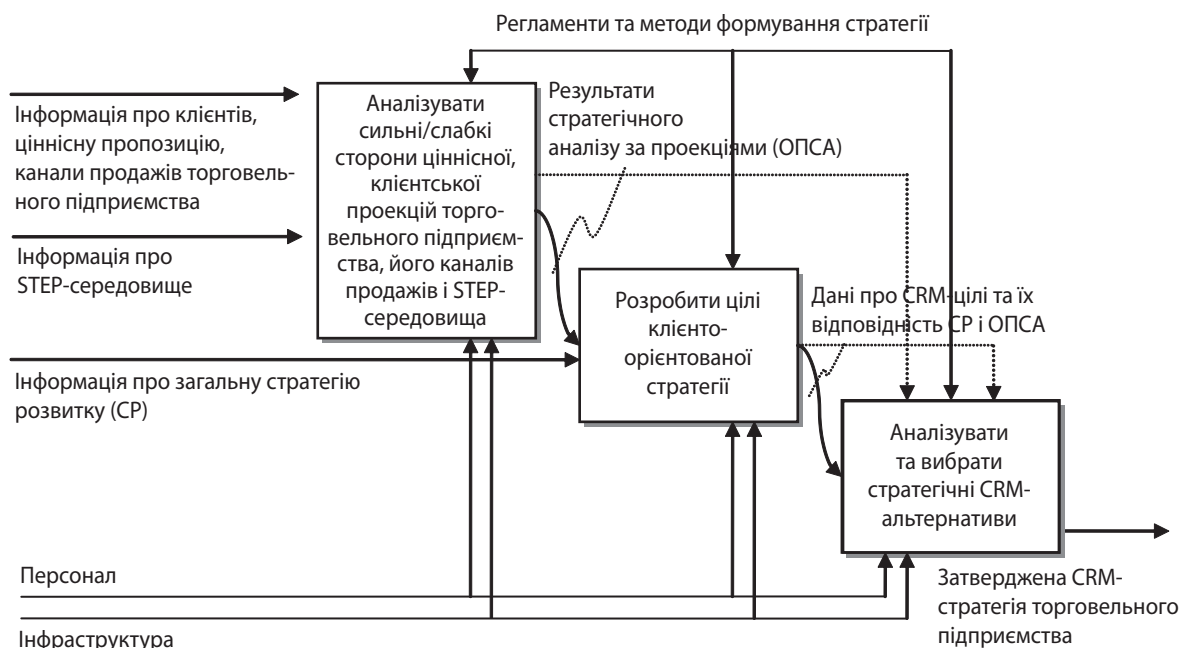 Регламенти та методи формування стратегії
Інформація про клієнтів,
ціннісну пропозицію,
канали продажів торговель-
ного підприємства
Інформація про
STEP-середовище
Інформація про загальну стратегію
розвитку (СР)
Аналізувати
сильні/слабкі
сторони ціннісної,
клієнтської
проекцій торго-
вельного підприєм-
ства, його каналів
продажів і STEP-
середовища
Результати
стратегічного
аналізу за проекціями (ОПСА)
Розробити цілі
клієнто-
орієнтованої
стратегії
Дані про CRM-цілі та їх
відповідність СР і ОПСА
Аналізувати
та вибрати
стратегічні CRM-
альтернативи
Персонал
Інфраструктура
Затверджена CRM-
стратегія торговельного
підприємства